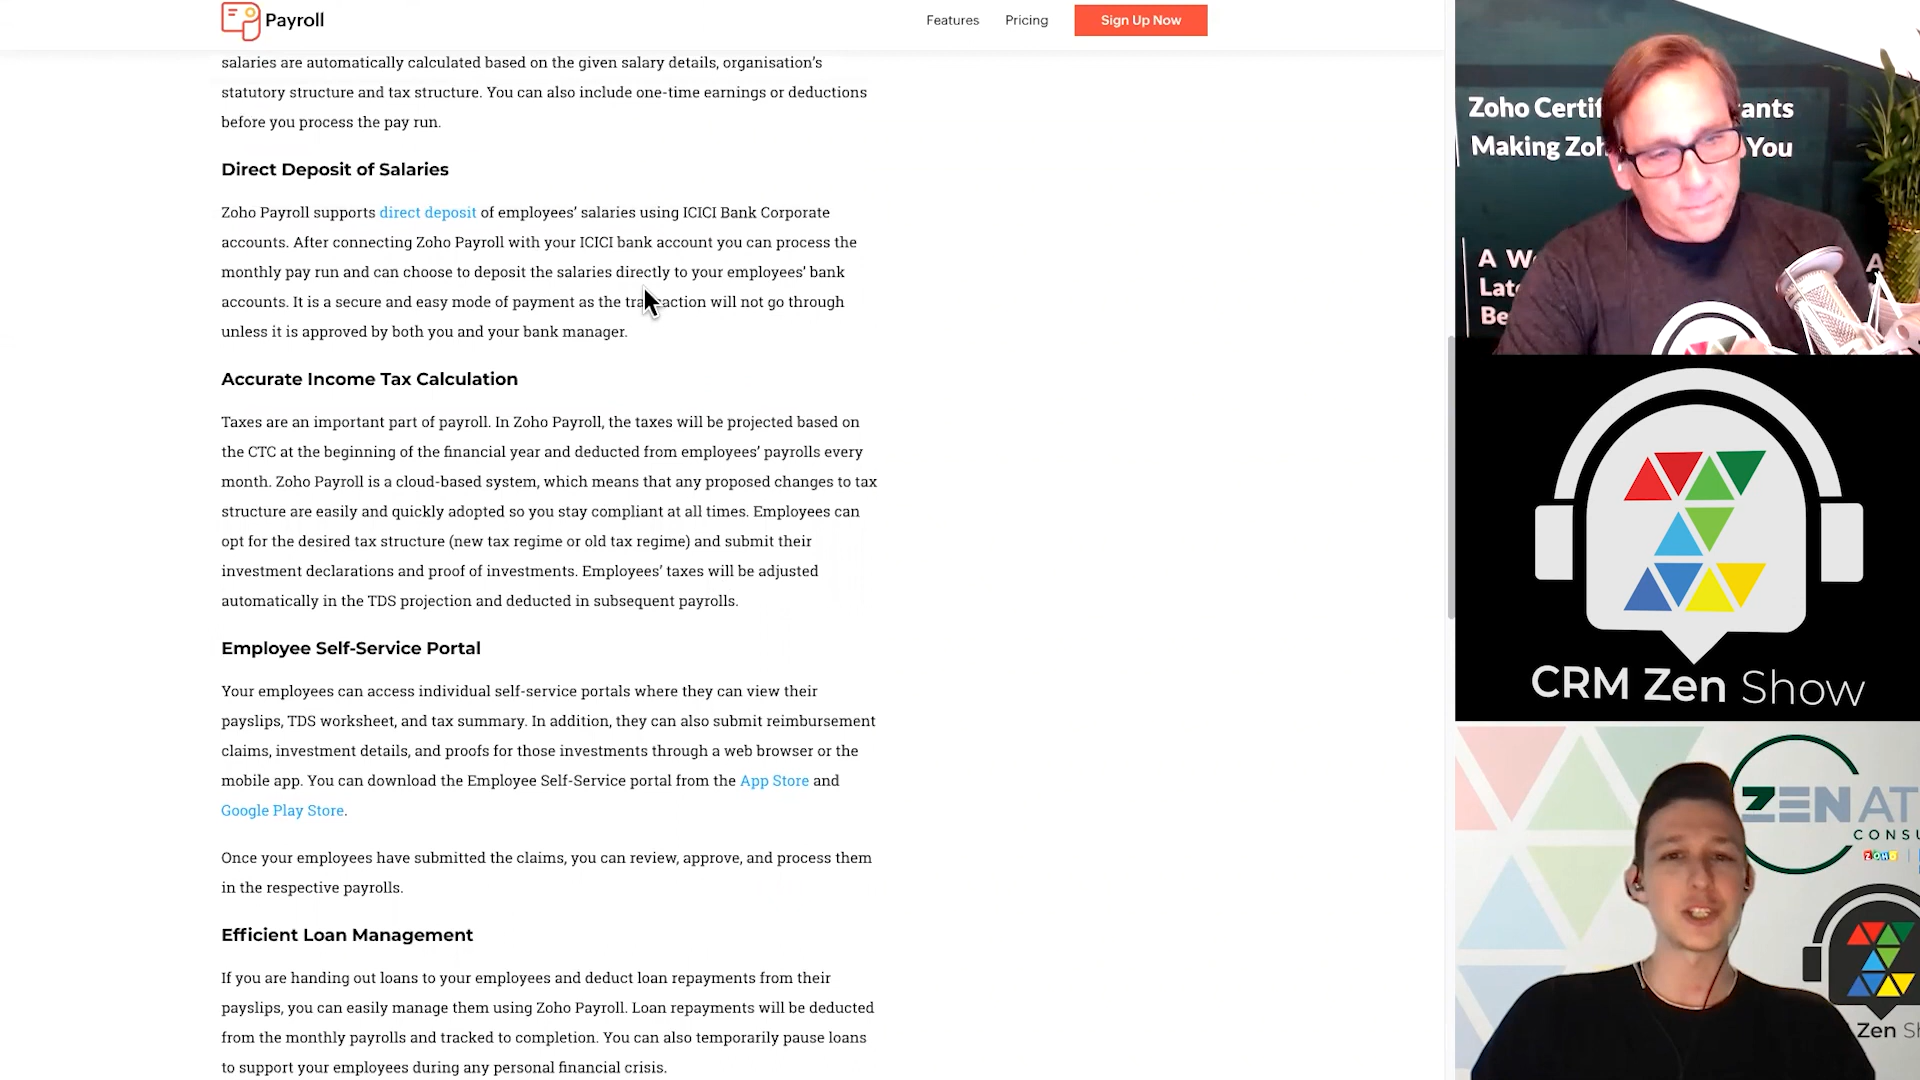 Payroll
Features
Pricing
Sign Up Now
salaries are automatically calculated based on the given salary details, organisation’s
statutory structure and tax structure. You can also include one-time earnings or deductions
before you process the pay run.
Direct Deposit of Salaries
Zoho Payroll supports direct deposit of employees’ salaries using ICICI Bank Corporate
accounts. After connecting Zoho Payroll with your ICICI bank account you can process the
monthly pay run and can choose to deposit the salaries directly to your employees’ bank
accounts. It is a secure and easy mode of payment as the transaction will not go through
unless it is approved by both you and your bank manager.
Accurate Income Tax Calculation
Taxes are an important part of payroll. In Zoho Payroll, the taxes will be projected based on
the CTC at the beginning of the financial year and deducted from employees’ payrolls every
month. Zoho Payroll is a cloud-based system, which means that any proposed changes to tax
structure are easily and quickly adopted so you stay compliant at all times. Employees can
opt for the desired tax structure (new tax regime or old tax regime) and submit their
investment declarations and proof of investments. Employees’ taxes will be adjusted
automatically in the TDS projection and deducted in subsequent payrolls.
Employee Self-Service Portal
Your employees can access individual self-service portals where they can view their
payslips, TDS worksheet, and tax summary. In addition, they can also submit reimbursement
claims, investment details, and proofs for those investments through a web browser or the
mobile app. You can download the Employee Self-Service portal from the App Store and
Google Play Store.
Once your employees have submitted the claims, you can review, approve, and process them
in the respective payrolls.
Efficient Loan Management
If you are handing out loans to your employees and deduct loan repayments from their
payslips, you can easily manage them using Zoho Payroll. Loan repayments will be deducted
from the monthly payrolls and tracked to completion. You can also temporarily pause loans
to support your employees during any personal financial crisis.
Zoho Certif ants
Making Zoh You
A W
Late
Be
CRM Zen Show
ZENAT
CONSU
ZOHO
Zen Sh